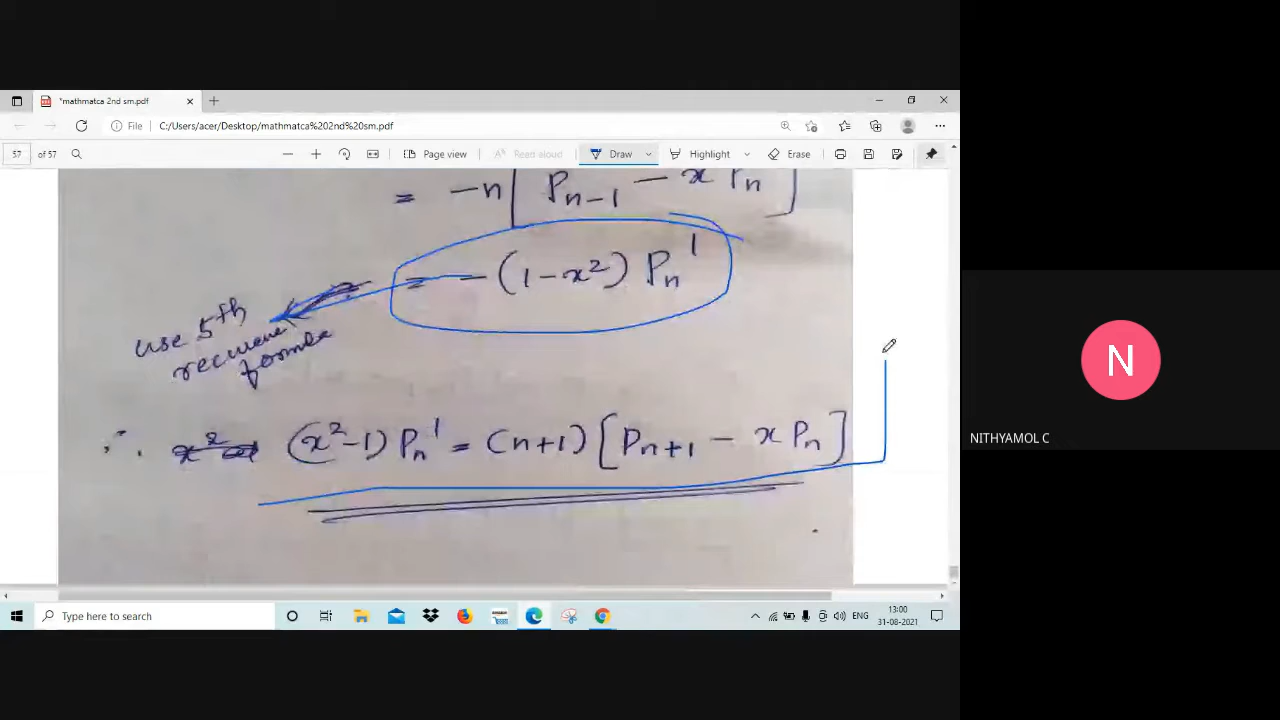 *mathmatca 2nd sm.pdf
File C:/Users/acer/Desktop/mathmatca%202nd%20sm.pdf
57 of 57 Page view Read aloud Draw Highlight Erase
= -n[ Pn-1 - x Pn ]
= -(1-x²) Pn'
use 5th
∴ (x²-1) Pn' = (n+1) [Pn+1 - x Pn]
N
NITHYAMOL C
Type here to search
ENG
13:00
31-08-2021